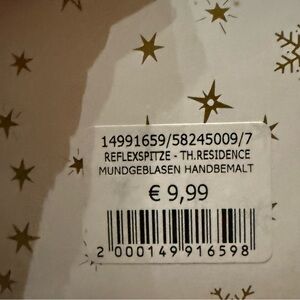 14991659/58245009/7
REFLEXSPITZE - TH.RESIDENCE
MUNDGEBLASEN HANDBEMALT
€ 9,99
2 000149 916598